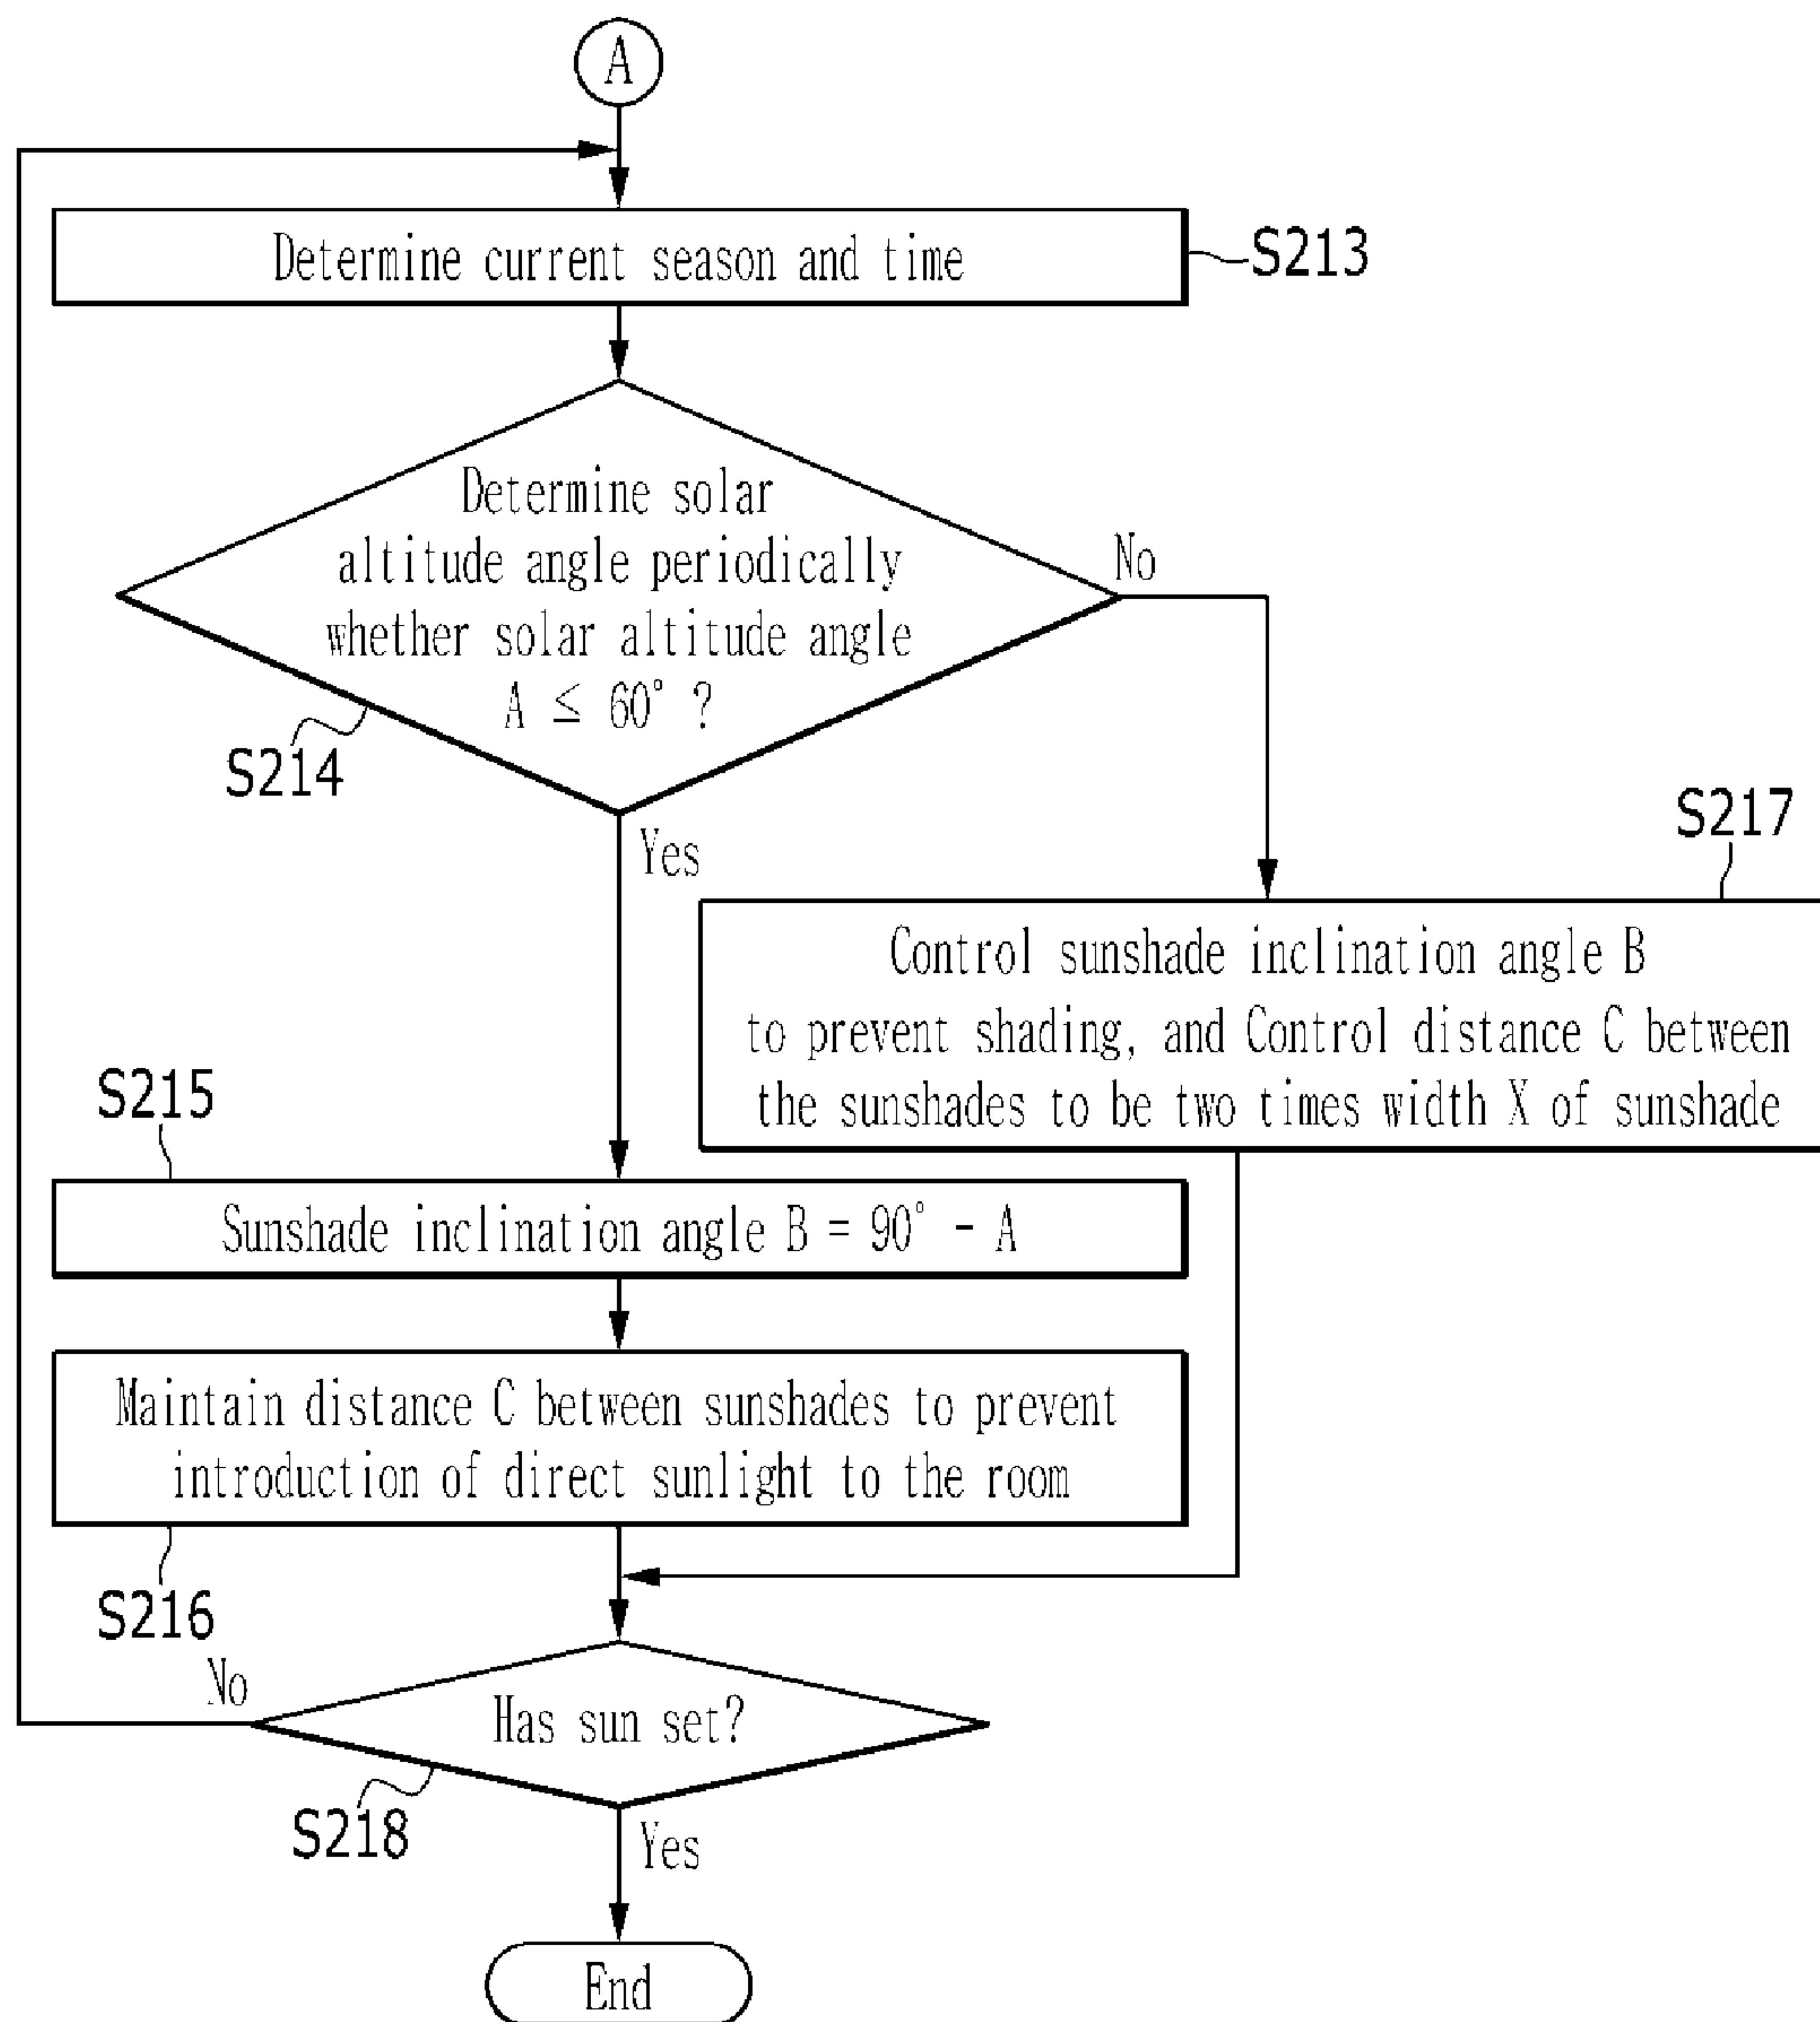 A
Determine current season and time
S213
Determine solar
altitude angle periodically
whether solar altitude angle
A ≤ 60° ?
No
S214
Yes
S217
Control sunshade inclination angle B
to prevent shading, and Control distance C between
the sunshades to be two times width X of sunshade
S215
Sunshade inclination angle B = 90° - A
Maintain distance C between sunshades to prevent
introduction of direct sunlight to the room
S216
No
Has sun set?
S218
Yes
End